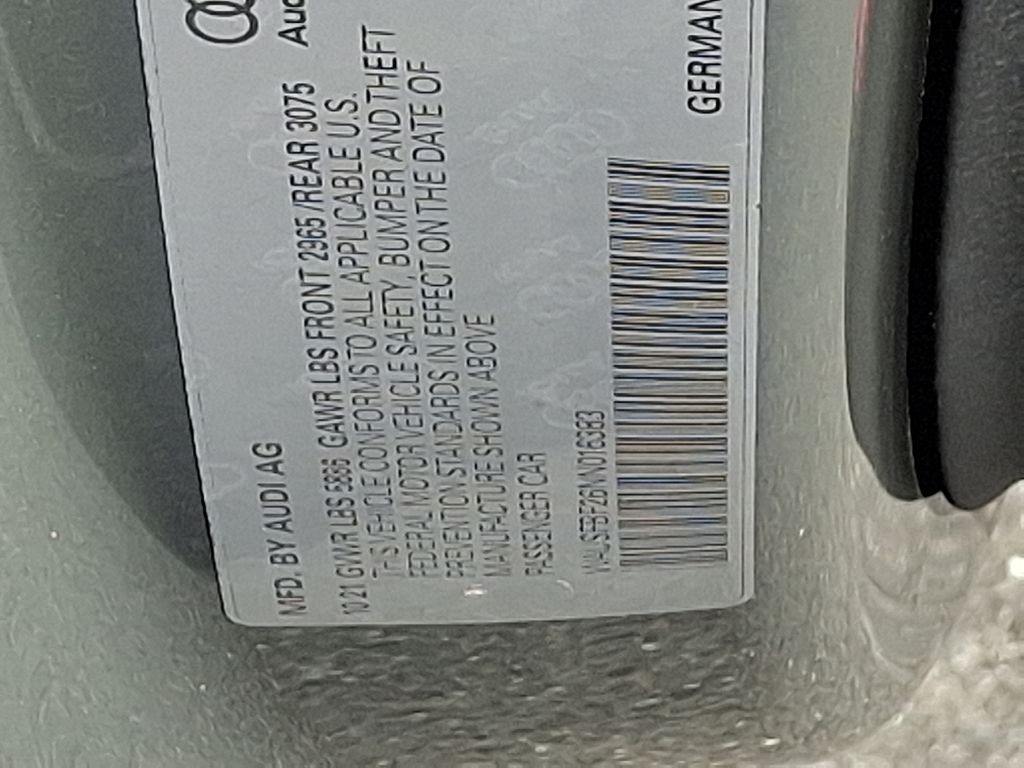 MFD. BY AUDI AG
10 21 GVWR LBS 5886 GAWR LBS FRONT 2965 /REAR 3075
THIS VEHICLE CONFORMS TO ALL APPLICABLE U.S.
FEDERAL MOTOR VEHICLE SAFETY, BUMPER AND THEFT
PREVENTION STANDARDS IN EFFECT ON THE DATE OF
MANUFACTURE SHOWN ABOVE
PASSENGER CAR
GERMAN